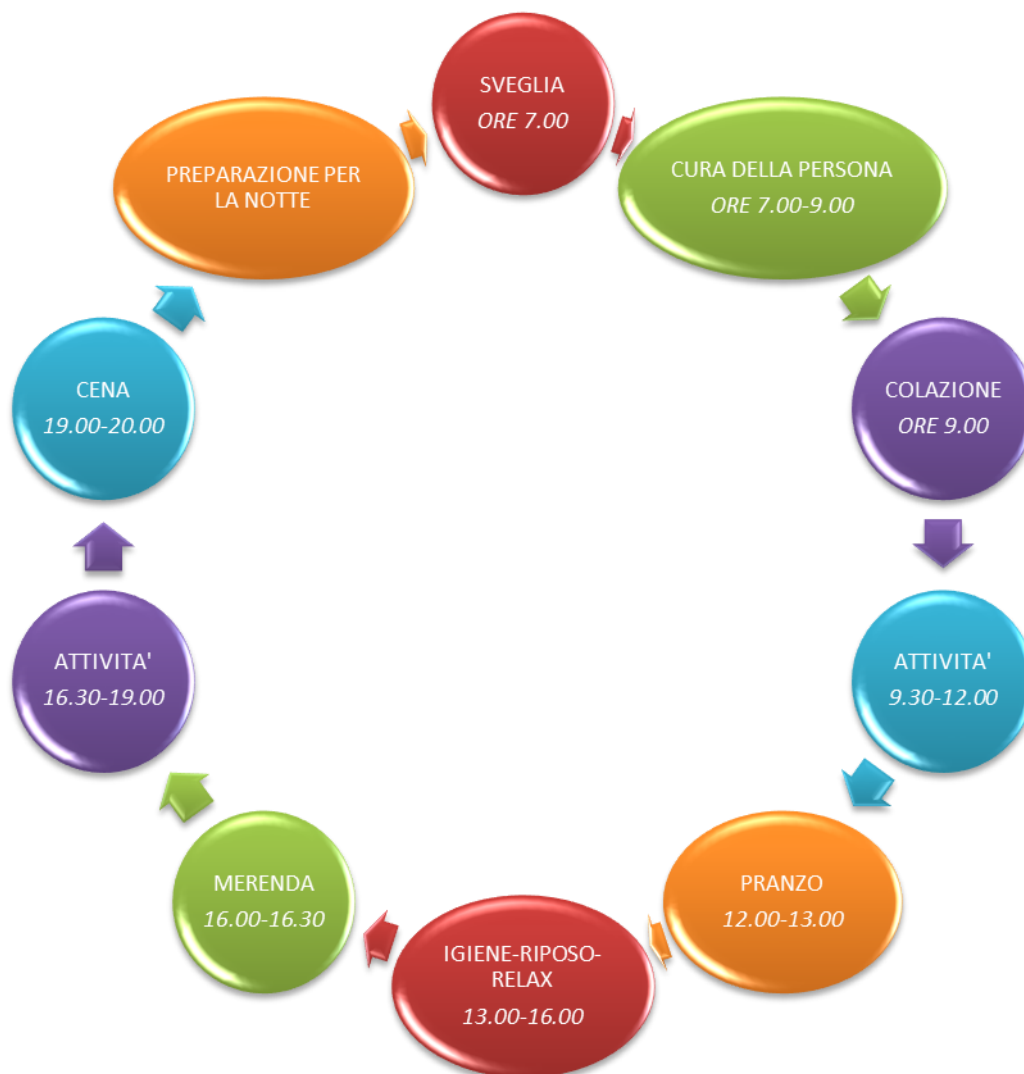 SVEGLIA
ORE 7.00
CURA DELLA PERSONA
ORE 7.00-9.00
COLAZIONE
ORE 9.00
ATTIVITA'
9.30-12.00
PRANZO
12.00-13.00
IGIENE-RIPOSO-
RELAX
13.00-16.00
MERENDA
16.00-16.30
ATTIVITA'
16.30-19.00
CENA
19.00-20.00
PREPARAZIONE PER
LA NOTTE